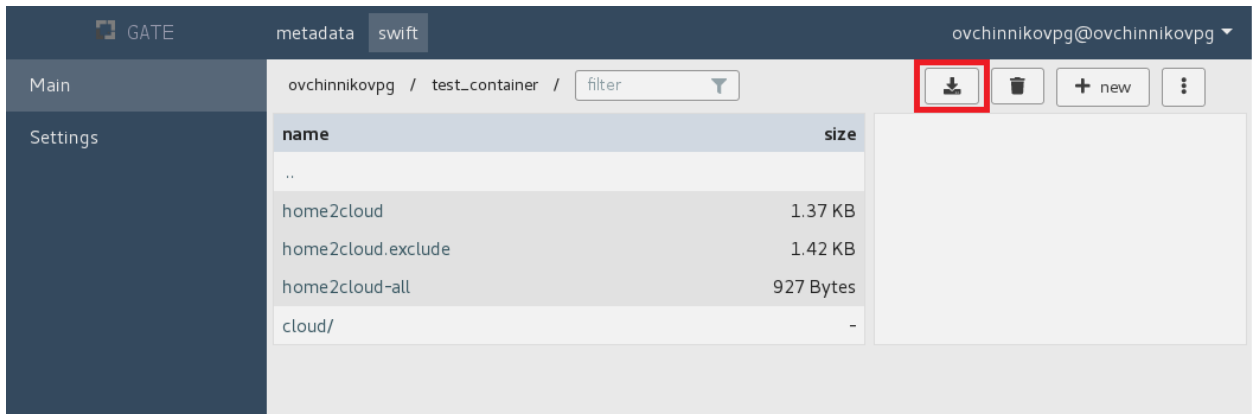 GATE metadata swift ovchinnikovpg@ovchinnikovpg
Main
ovchinnikovpg / test_container / filter + new
Settings
name size
..
home2cloud 1.37 KB
home2cloud.exclude 1.42 KB
home2cloud-all 927 Bytes
cloud/ -